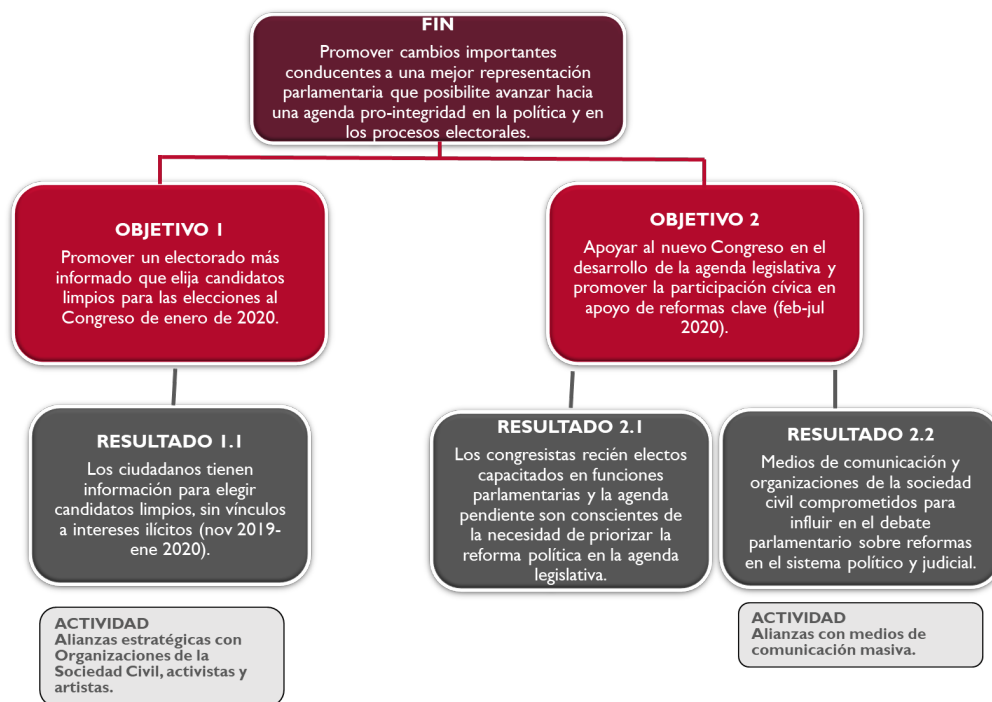 FIN
Promover cambios importantes
conducentes a una mejor representación
parlamentaria que posibilite avanzar hacia
una agenda pro-integridad en la política y en
los procesos electorales.
OBJETIVO 1
Promover un electorado más
informado que elija candidatos
limpios para las elecciones al
Congreso de enero de 2020.
OBJETIVO 2
Apoyar al nuevo Congreso en el
desarrollo de la agenda legislativa y
promover la participación cívica en
apoyo de reformas clave (feb-jul
2020).
RESULTADO 1.1
Los ciudadanos tienen
información para elegir
candidatos limpios, sin vínculos
a intereses ilícitos (nov 2019-
ene 2020).
RESULTADO 2.1
Los congresistas recién electos
capacitados en funciones
parlamentarias y la agenda
pendiente son conscientes de
la necesidad de priorizar la
reforma política en la agenda
legislativa.
RESULTADO 2.2
Medios de comunicación y
organizaciones de la sociedad
civil comprometidos para
influir en el debate
parlamentario sobre reformas
en el sistema político y judicial.
ACTIVIDAD
Alianzas estratégicas con
Organizaciones de la
Sociedad Civil, activistas y
artistas.
ACTIVIDAD
Alianzas con medios de
comunicación masiva.